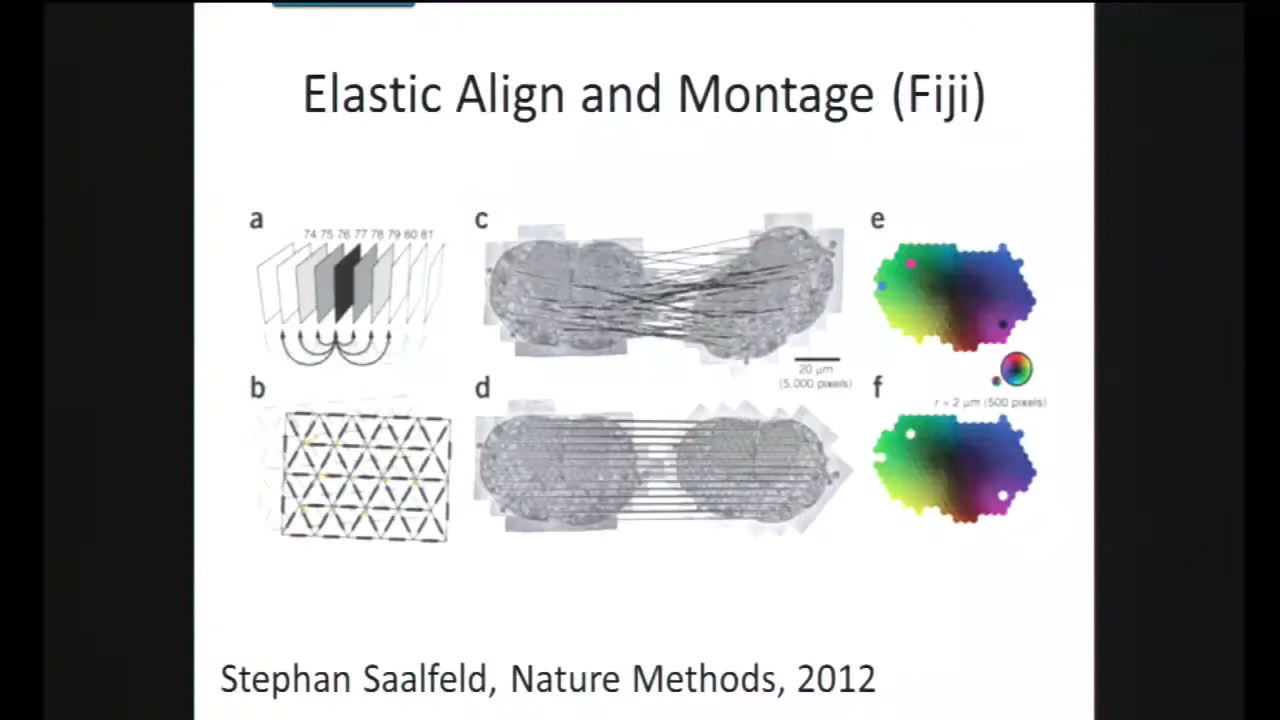 Elastic Align and Montage (Fiji)
a
74 75 76 77 78 79 80 81
c
e
20 µm
(5,000 pixels)
b
d
f
r = 2 µm (500 pixels)
Stephan Saalfeld, Nature Methods, 2012